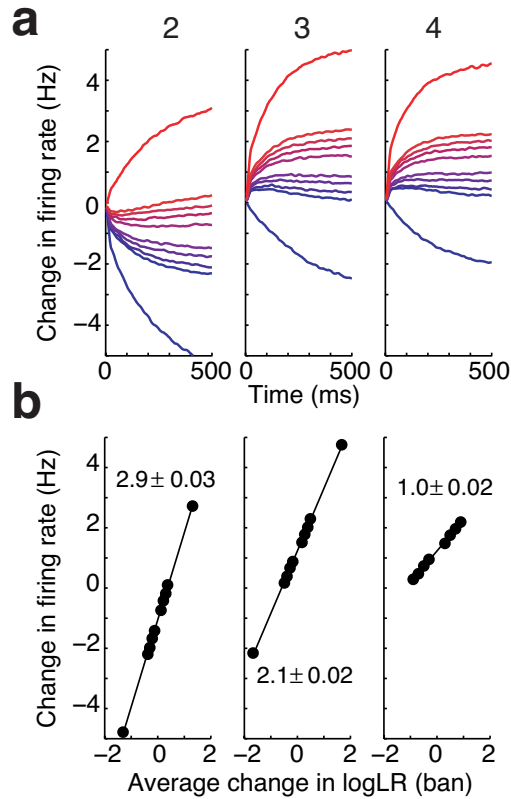 a
2 3 4
Change in firing rate (Hz)
4
2
0
−2
−4
0 500 0 500 0 500
Time (ms)
b
Change in firing rate (Hz)
4
2
0
−2
−4
2.9± 0.03
2.1± 0.02
1.0± 0.02
−2 0 2 −2 0 2 −2 0 2
Average change in logLR (ban)